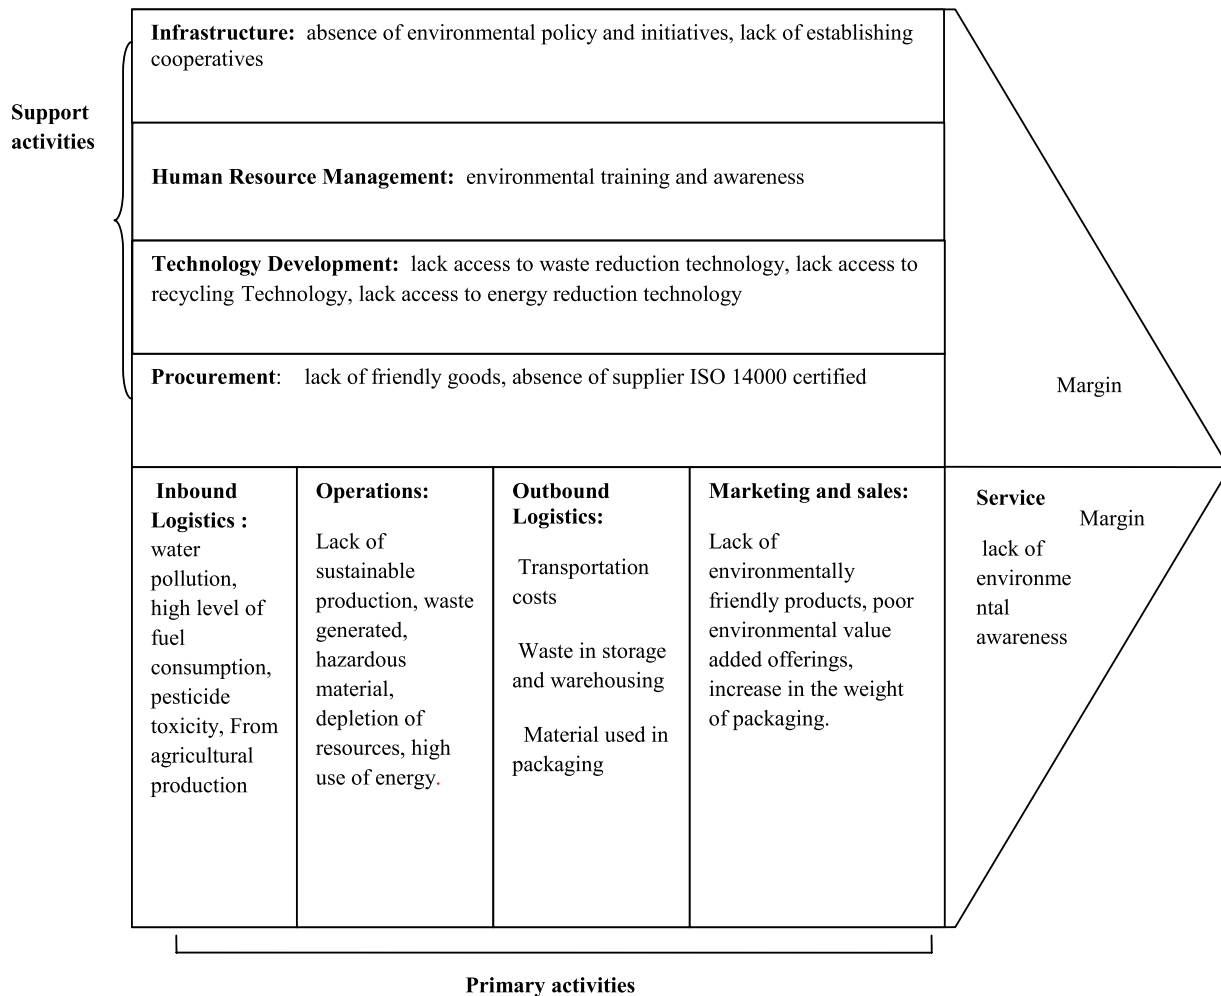 Infrastructure: absence of environmental policy and initiatives, lack of establishing
cooperatives
Support
activities
Human Resource Management: environmental training and awareness
Technology Development: lack access to waste reduction technology, lack access to
recycling Technology, lack access to energy reduction technology
Procurement: lack of friendly goods, absence of supplier ISO 14000 certified
Margin
Inbound
Logistics :
water
pollution,
high level of
fuel
consumption,
pesticide
toxicity, From
agricultural
production
Operations:
Lack of
sustainable
production, waste
generated,
hazardous
material,
depletion of
resources, high
use of energy.
Outbound
Logistics:
Transportation
costs
Waste in storage
and warehousing
Material used in
packaging
Marketing and sales:
Lack of
environmentally
friendly products, poor
environmental value
added offerings,
increase in the weight
of packaging.
Service
lack of
environme
ntal
awareness
Margin
Primary activities